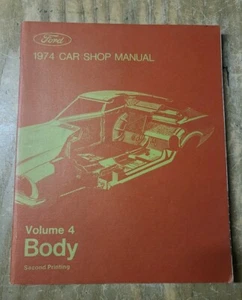 Ford
1974 CAR SHOP MANUAL
Volume 4
Body
Second Printing